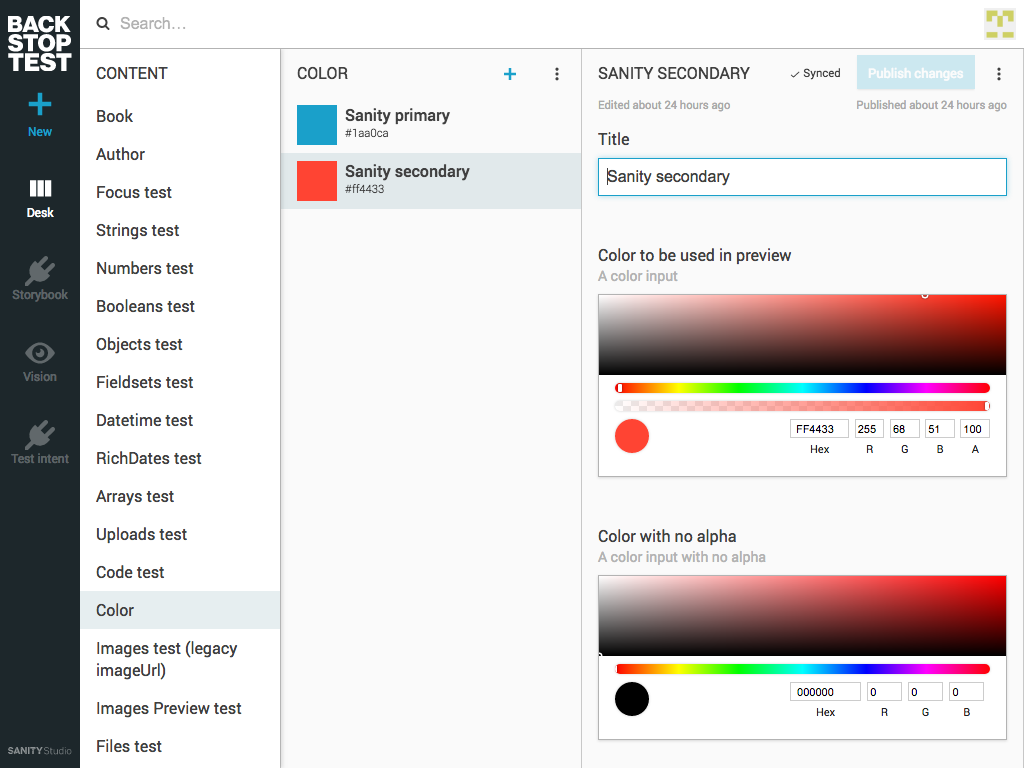 BACK
STOP
TEST
Search…
New
Desk
Storybook
Vision
Test intent
SANITY Studio
CONTENT
Book
Author
Focus test
Strings test
Numbers test
Booleans test
Objects test
Fieldsets test
Datetime test
RichDates test
Arrays test
Uploads test
Code test
Color
Images test (legacy
imageUrl)
Images Preview test
Files test
COLOR
Sanity primary
#1aa0ca
Sanity secondary
#ff4433
SANITY SECONDARY
Synced
Publish changes
Edited about 24 hours ago
Published about 24 hours ago
Title
Sanity secondary
Color to be used in preview
A color input
FF4433 255 68 51 100
Hex R G B A
Color with no alpha
A color input with no alpha
000000 0 0 0
Hex R G B